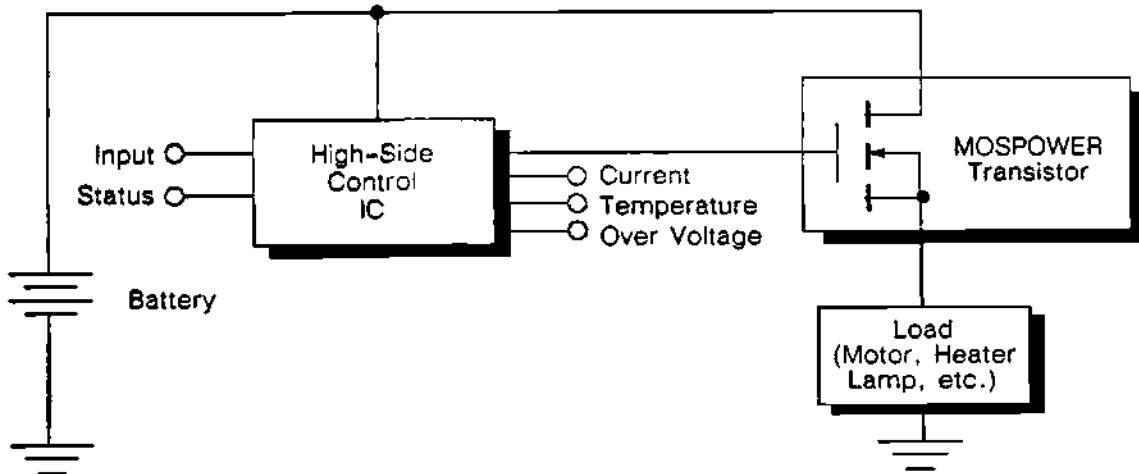 Input
Status
High-Side
Control
IC
Current
Temperature
Over Voltage
MOSPOWER
Transistor
Battery
Load
(Motor, Heater
Lamp, etc.)